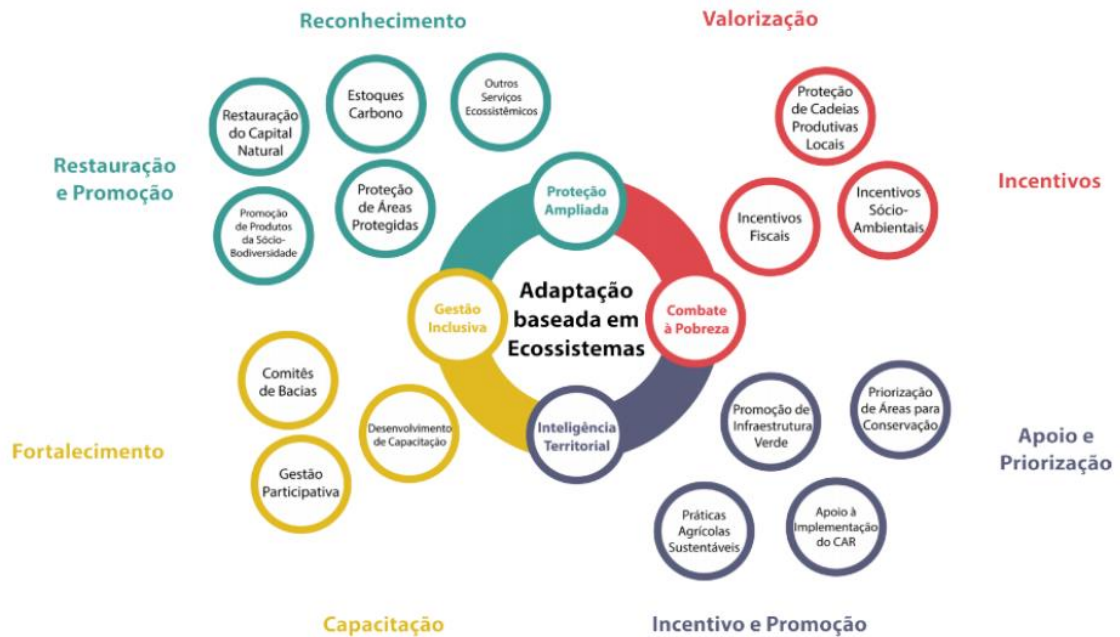 Reconhecimento
Valorização
Restauração
e Promoção
Restauração
do Capital
Natural
Estoques
Carbono
Outros
Serviços
Ecossistêmicos
Promoção
de Produtos
da Sócio-
Bodiversidade
Proteção
de Áreas
Protegidas
Proteção
Ampliada
Proteção
de Cadeias
Produtivas
Locais
Incentivos
Fiscais
Incentivos
Sócio-
Ambientais
Incentivos
Gestão
Inclusiva
Adaptação
baseada em
Ecossistemas
Combate
à Pobreza
Inteligência
Territorial
Comitês
de Bacias
Desenvolvimento
de Capacitação
Gestão
Participativa
Fortalecimento
Promoção de
Infraestrutura
Verde
Priorização
de Áreas para
Conservação
Práticas
Agrícolas
Sustentáveis
Apoio à
Implementação
do CAR
Apoio e
Priorização
Capacitação
Incentivo e Promoção